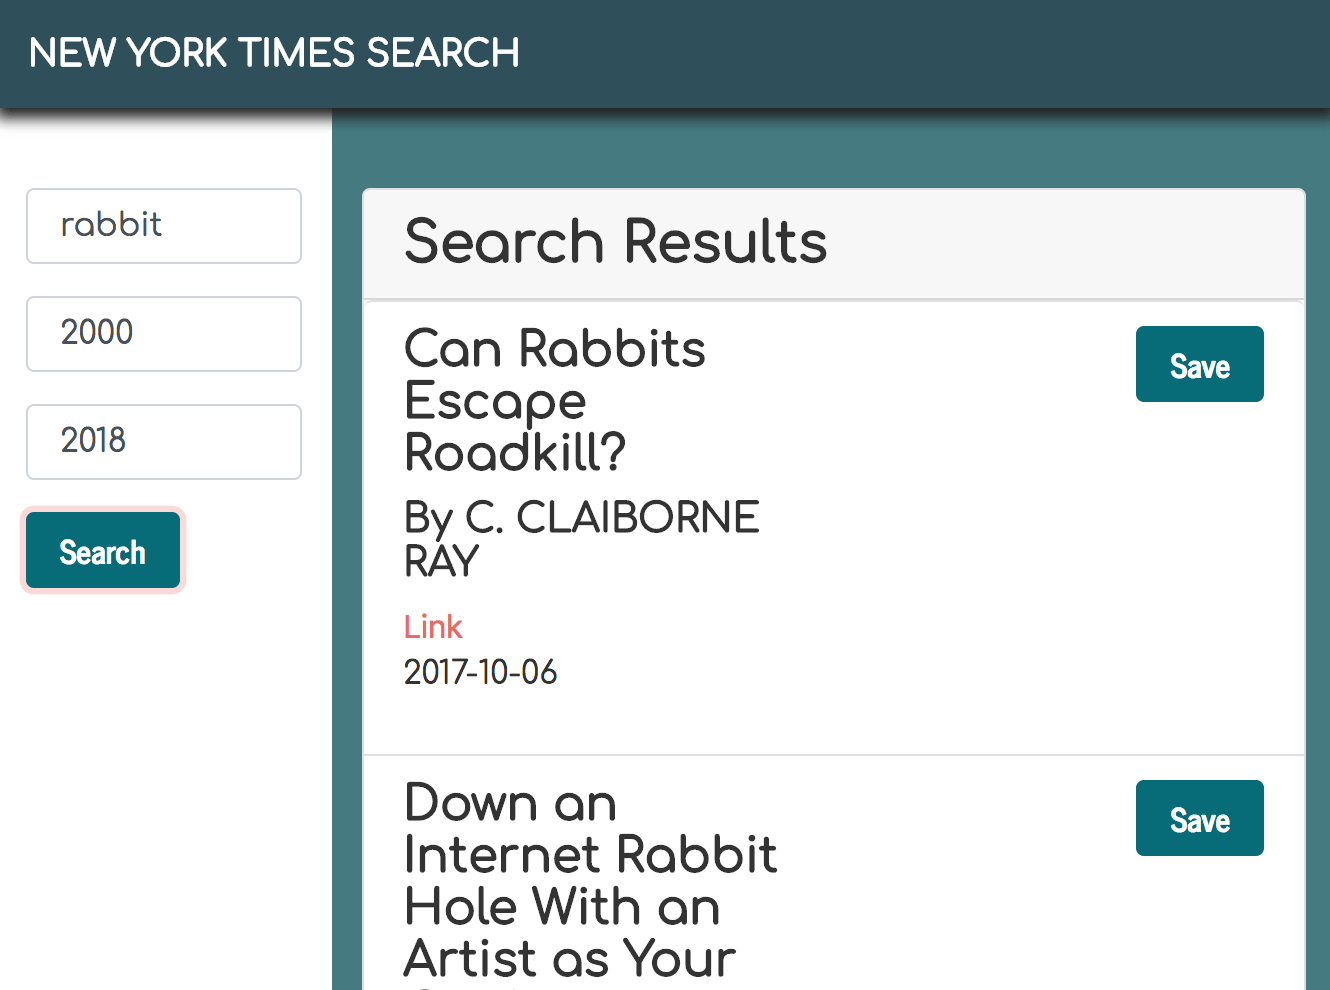 NEW YORK TIMES SEARCH
rabbit
2000
2018
Search
Search Results
Can Rabbits
Escape
Roadkill?
Save
By C. CLAIBORNE
RAY
Link
2017-10-06
Down an
Internet Rabbit
Hole With an
Artist as Your
Save